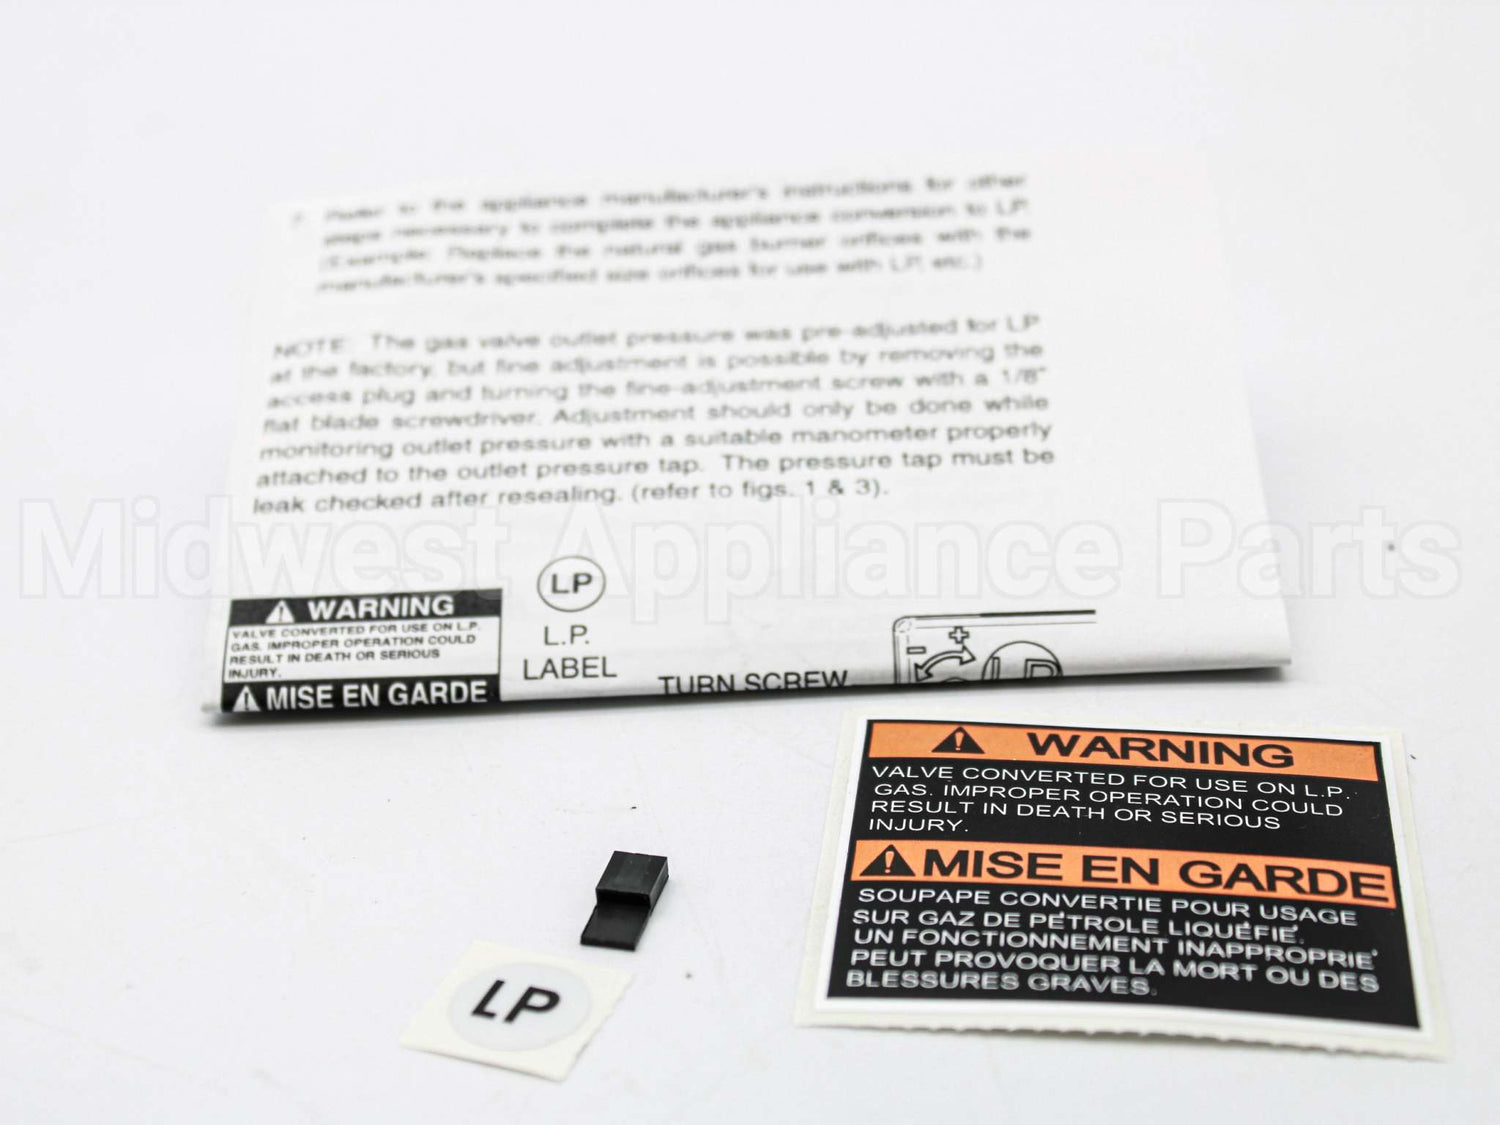 7. Refer to the appliance manufacturer's instructions for other
steps necessary to complete the appliance conversion to LP.
(Example: Replace the natural gas burner orifices with the
manufacturer's specified size orifices for use with LP, etc.)
NOTE: The gas valve outlet pressure was pre-adjusted for LP
at the factory, but fine adjustment is possible by removing the
access plug and turning the fine-adjustment screw with a 1/8"
flat blade screwdriver. Adjustment should only be done while
monitoring outlet pressure with a suitable manometer properly
attached to the outlet pressure tap. The pressure tap must be
leak checked after resealing. (refer to figs. 1 & 3).
Midwest Appliance Parts
WARNING
VALVE CONVERTED FOR USE ON L.P.
GAS. IMPROPER OPERATION COULD
RESULT IN DEATH OR SERIOUS
INJURY.
MISE EN GARDE
LP
L.P.
LABEL
TURN SCREW
LP
WARNING
VALVE CONVERTED FOR USE ON L.P.
GAS. IMPROPER OPERATION COULD
RESULT IN DEATH OR SERIOUS
INJURY.
MISE EN GARDE
SOUPAPE CONVERTIE POUR USAGE
SUR GAZ DE PÉTROLE LIQUÉFIÉ.
UN FONCTIONNEMENT INAPPROPRIÉ
PEUT PROVOQUER LA MORT OU DES
BLESSURES GRAVES.
LP